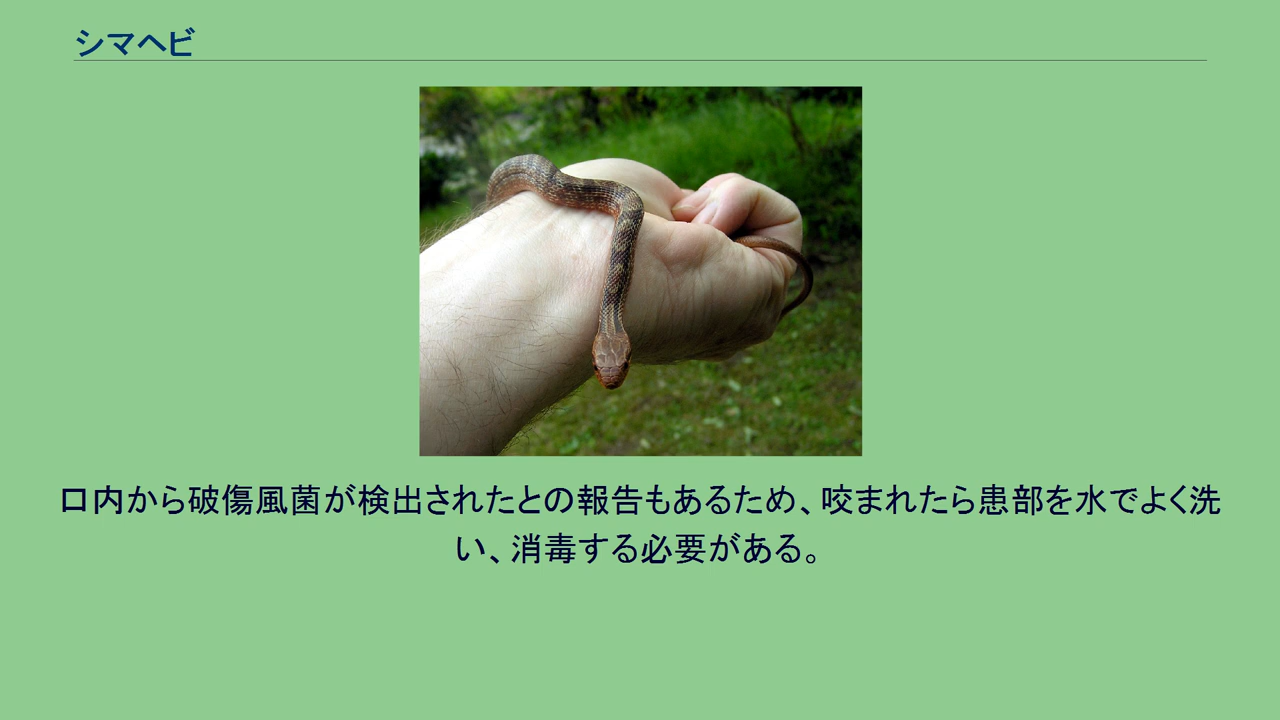 シマヘビ
口内から破傷風菌が検出されたとの報告もあるため、咬まれたら患部を水でよく洗
い、消毒する必要がある。